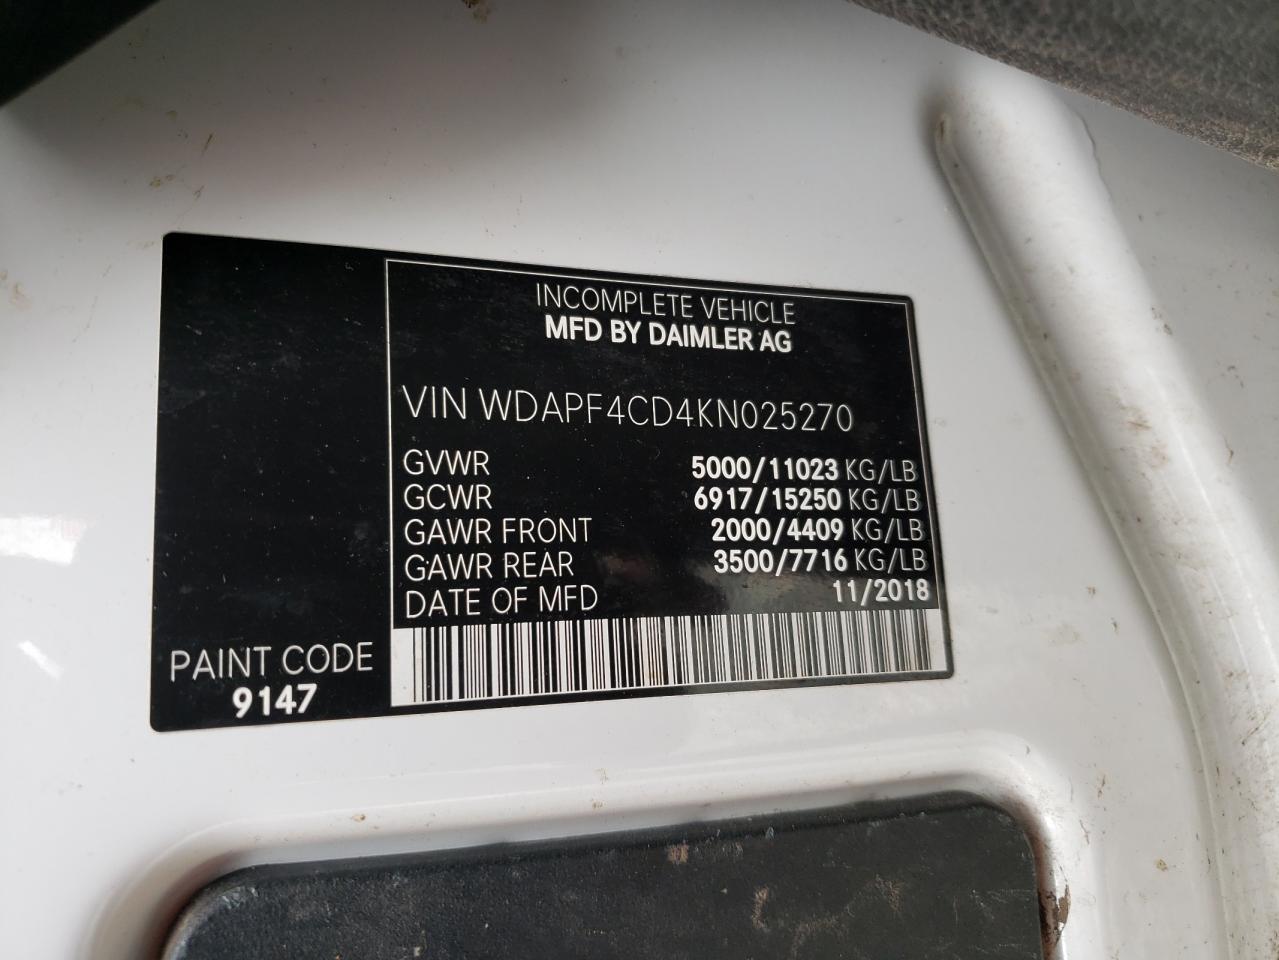 INCOMPLETE VEHICLE
MFD BY DAIMLER AG
VIN WDAPF4CD4KN025270
GVWR 5000/11023 KG/LB
GCWR 6917/15250 KG/LB
GAWR FRONT 2000/4409 KG/LB
GAWR REAR 3500/7716 KG/LB
DATE OF MFD 11/2018
PAINT CODE
9147